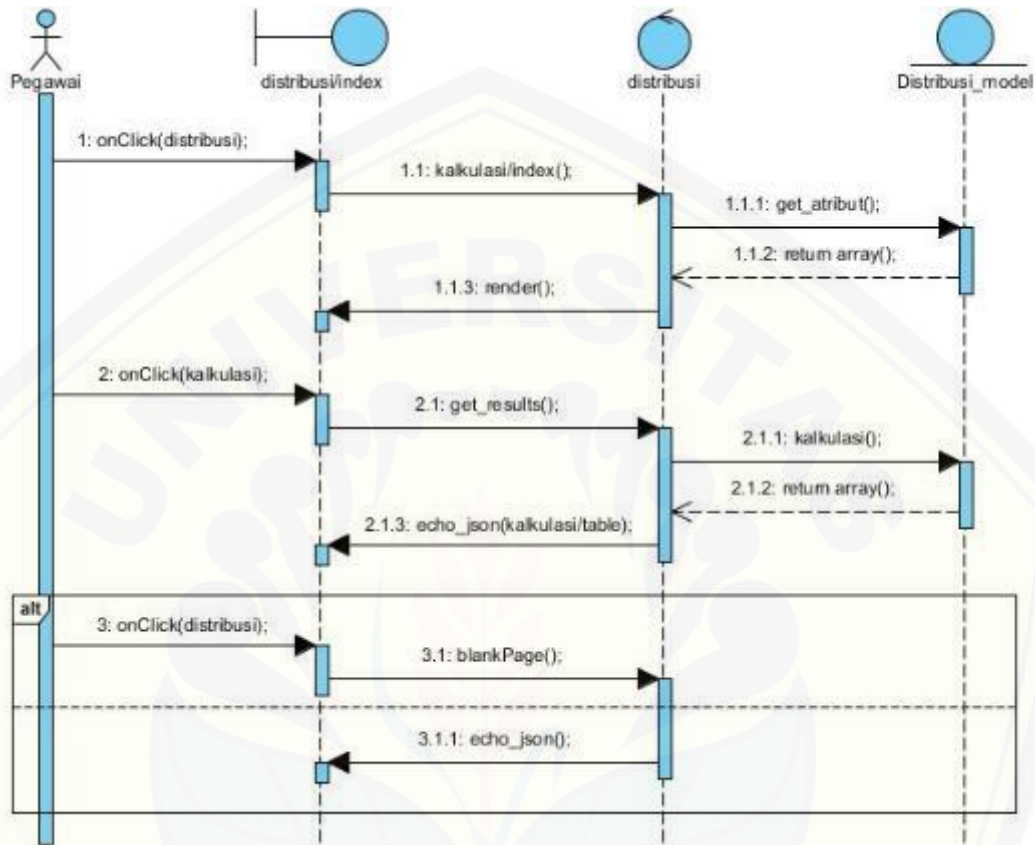 Pegawai
distribusi/index
distribusi
Distribusi_model
1: onClick(distribusi);
1.1: kalkulasi/index();
1.1.1: get_atribut();
1.1.2: return array();
1.1.3: render();
2: onClick(kalkulasi);
2.1: get_results();
2.1.1: kalkulasi();
2.1.2: return array();
2.1.3: echo_json(kalkulasi/table);
alt
3: onClick(distribusi);
3.1: blankPage();
3.1.1: echo_json();
UNIVERSITAS